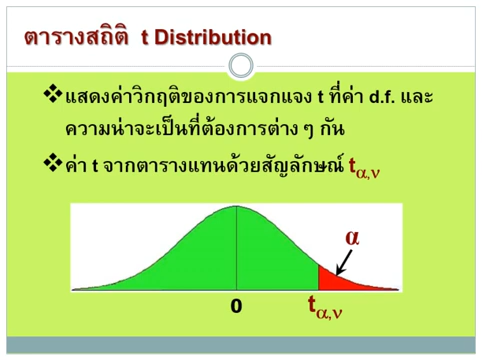 ตารางสถิติ t Distribution
❖แสดงค่าวิกฤติของการแจกแจง t ที่ค่า d.f. และ
ความน่าจะเป็นที่ต้องการต่าง ๆ กัน
❖ค่า t จากตารางแทนด้วยสัญลักษณ์ tα,ν
α
0
tα,ν